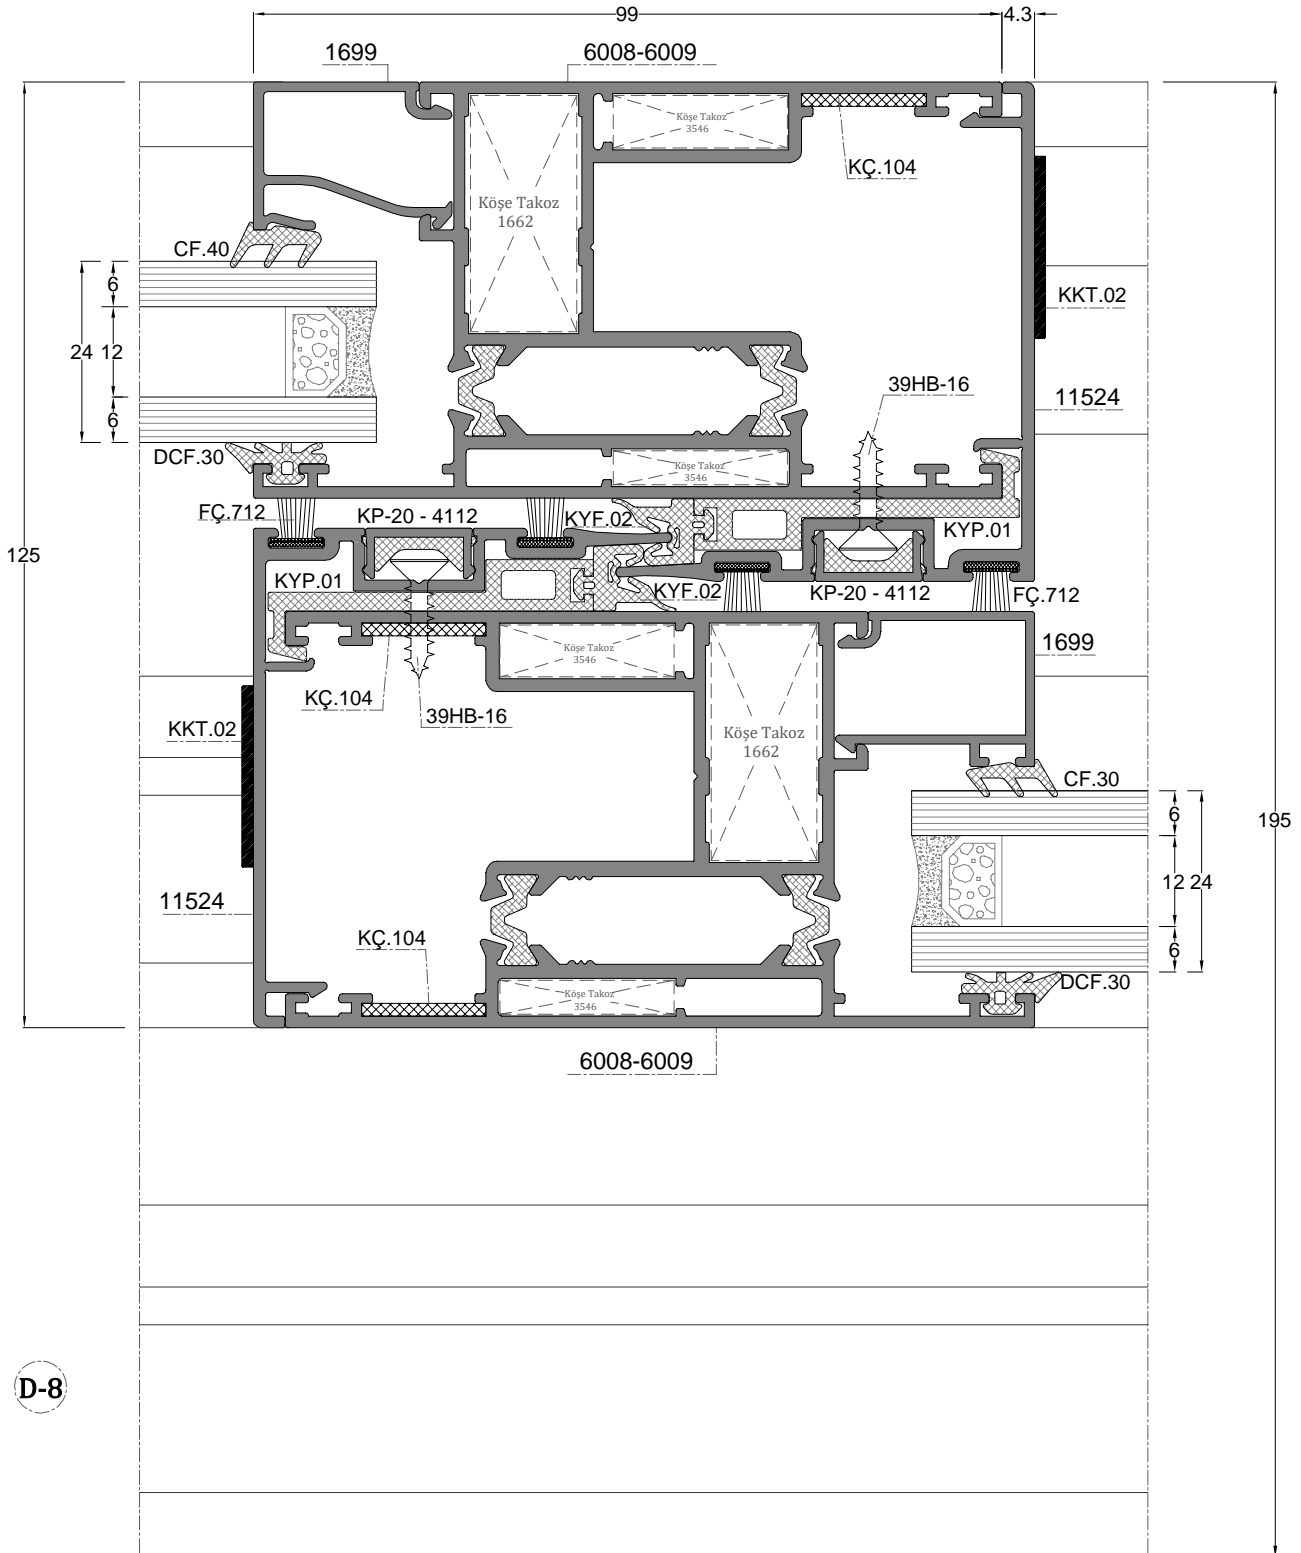 99
4.3
1699
6008-6009
Köşe Takoz
3546
KÇ.104
Köşe Takoz
1662
CF.40
KKT.02
6
24
12
6
39HB-16
11524
DCF.30
Köşe Takoz
3546
FÇ.712
KP-20 - 4112
KYF.02
KYP.01
125
KYP.01
KYF.02
KP-20 - 4112
FÇ.712
Köşe Takoz
3546
1699
KÇ.104
39HB-16
KKT.02
Köşe Takoz
1662
CF.30
6
195
12
24
6
11524
KÇ.104
DCF.30
Köşe Takoz
3546
6008-6009
D-8